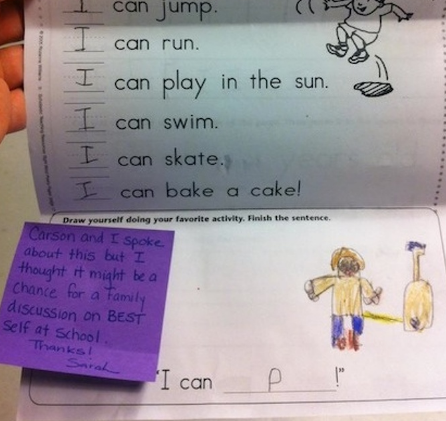 I can jump.
I can run.
I can play in the sun.
I can swim.
I can skate.
I can bake a cake!
Draw yourself doing your favorite activity. Finish the sentence.
Carson and I spoke
about this but I
thought it might be a
chance for a family
discussion on BEST
self at school.
Thanks!
Sarah
"I can P !"